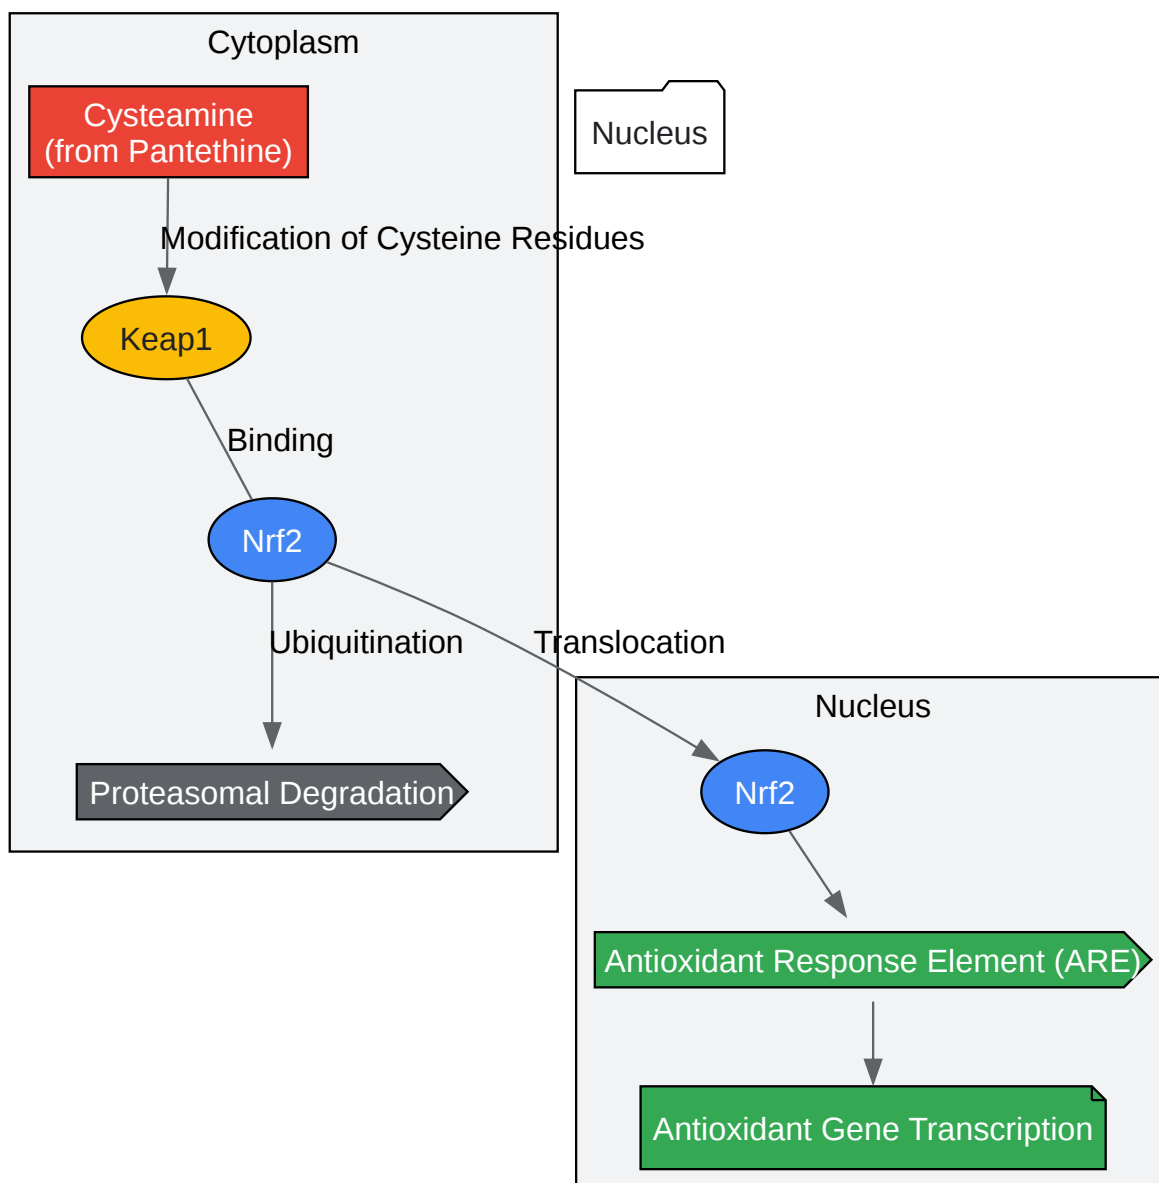 Cytoplasm
Cysteamine
(from Pantethine)
Nucleus
Modification of Cysteine Residues
Keap1
Binding
Nrf2
Ubiquitination
Translocation
Nucleus
Proteasomal Degradation
Nrf2
Antioxidant Response Element (ARE)
Antioxidant Gene Transcription